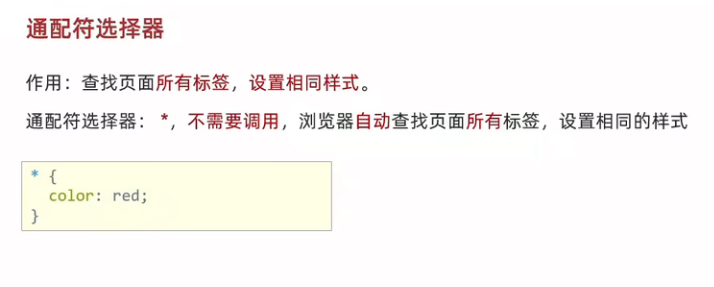 通配符选择器
作用：查找页面所有标签，设置相同样式。
通配符选择器： *，不需要调用，浏览器自动查找页面所有标签，设置相同的样式
* {
  color: red;
}